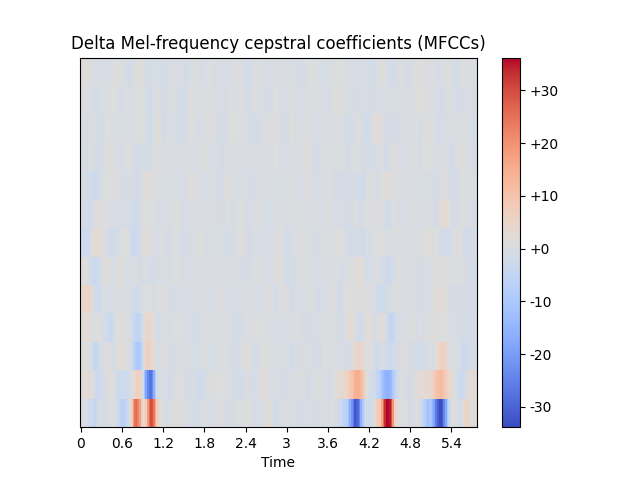 Delta Mel-frequency cepstral coefficients (MFCCs)
+30
+20
+10
+0
-10
-20
-30
0 0.6 1.2 1.8 2.4 3 3.6 4.2 4.8 5.4
Time